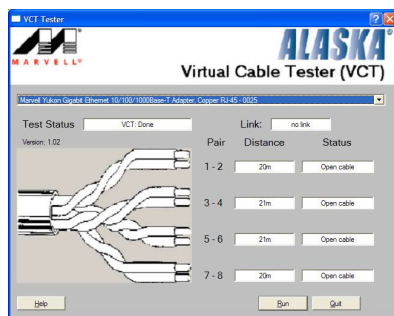 VCT Tester
MARVELL®
ALASKA®
Virtual Cable Tester (VCT)
Marvell Yukon Gigabit Ethernet 10/100/1000Base-T Adapter, Copper RJ-45 - 0025
Test Status VCT: Done Link: no link
Version: 1.02 Pair Distance Status
1 - 2 20m Open cable
3 - 4 21m Open cable
5 - 6 21m Open cable
7 - 8 20m Open cable
Help Run Quit